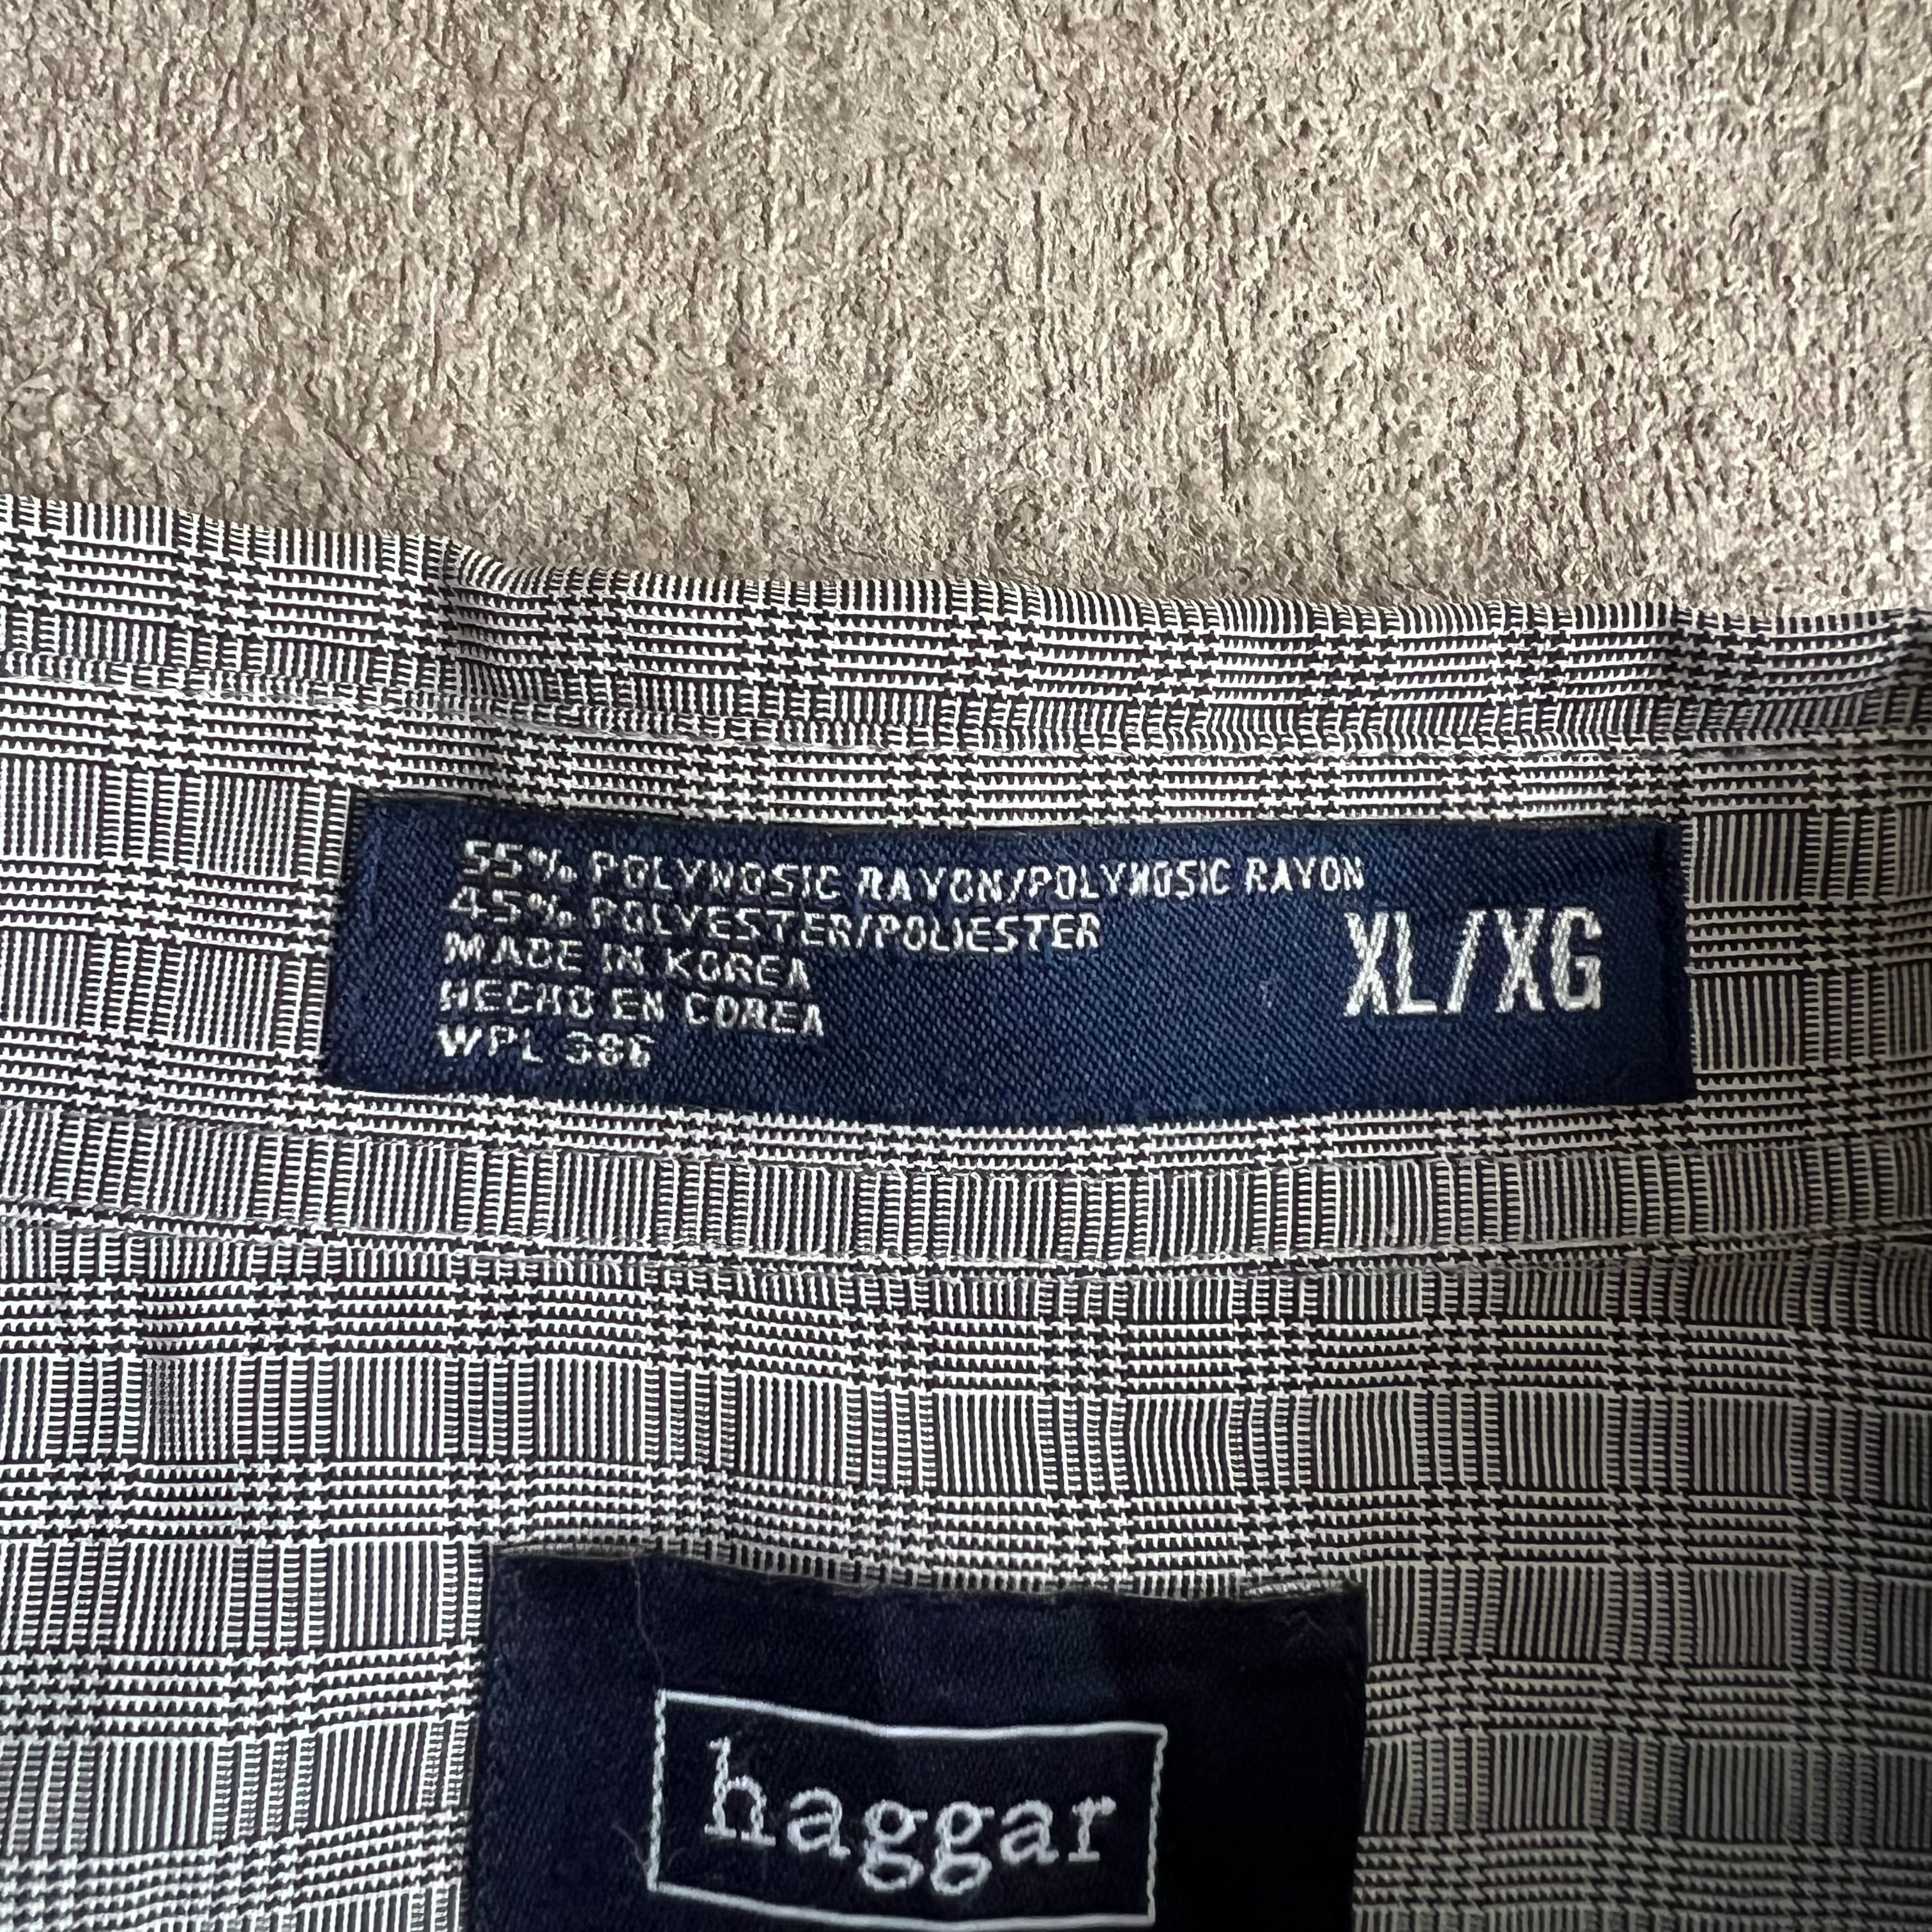 55% POLYNOSIC RAYON/POLYNOSIC RAYON
45% POLYESTER/POLIESTER
MADE IN KOREA
HECHO EN COREA
WPL 386
XL/XG
haggar